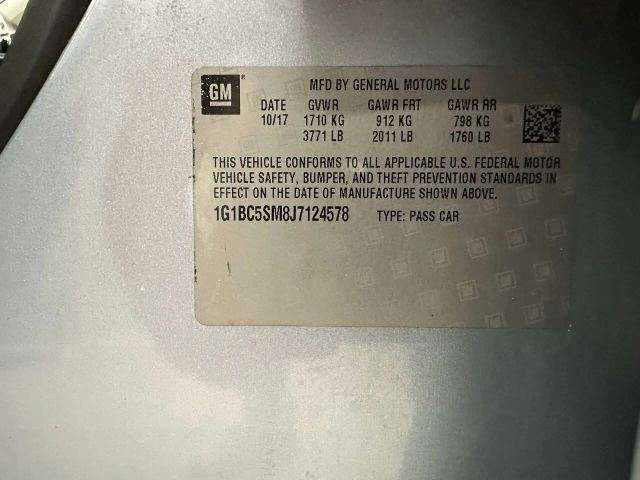 GM
MFD BY GENERAL MOTORS LLC
DATE GVWR GAWR FRT GAWR RR
10/17 1710 KG 912 KG 798 KG
3771 LB 2011 LB 1760 LB
THIS VEHICLE CONFORMS TO ALL APPLICABLE U.S. FEDERAL MOTOR
VEHICLE SAFETY, BUMPER, AND THEFT PREVENTION STANDARDS IN
EFFECT ON THE DATE OF MANUFACTURE SHOWN ABOVE.
1G1BC5SM8J7124578 TYPE: PASS CAR